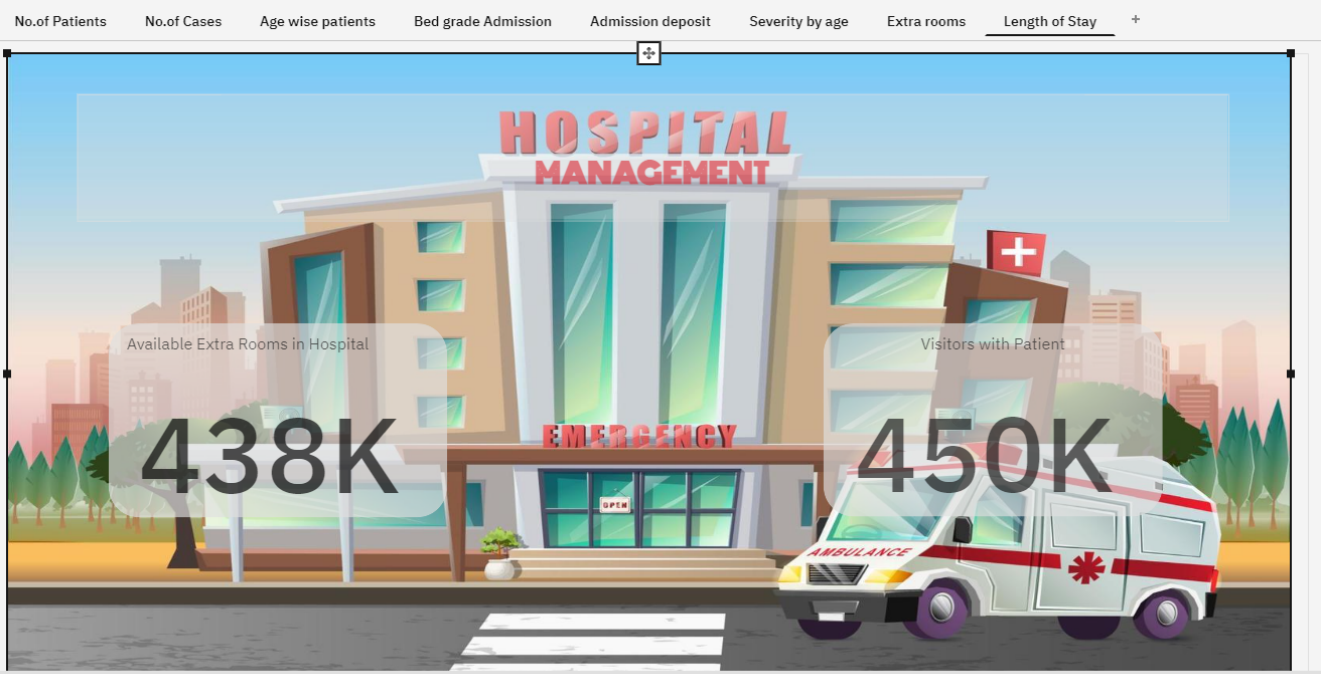 No.of Patients
No.of Cases
Age wise patients
Bed grade Admission
Admission deposit
Severity by age
Extra rooms
Length of Stay
+
HOSPITAL
MANAGEMENT
Available Extra Rooms in Hospital
Visitors with Patient
438K
450K
EMERGENCY
OPEN
AMBULANCE